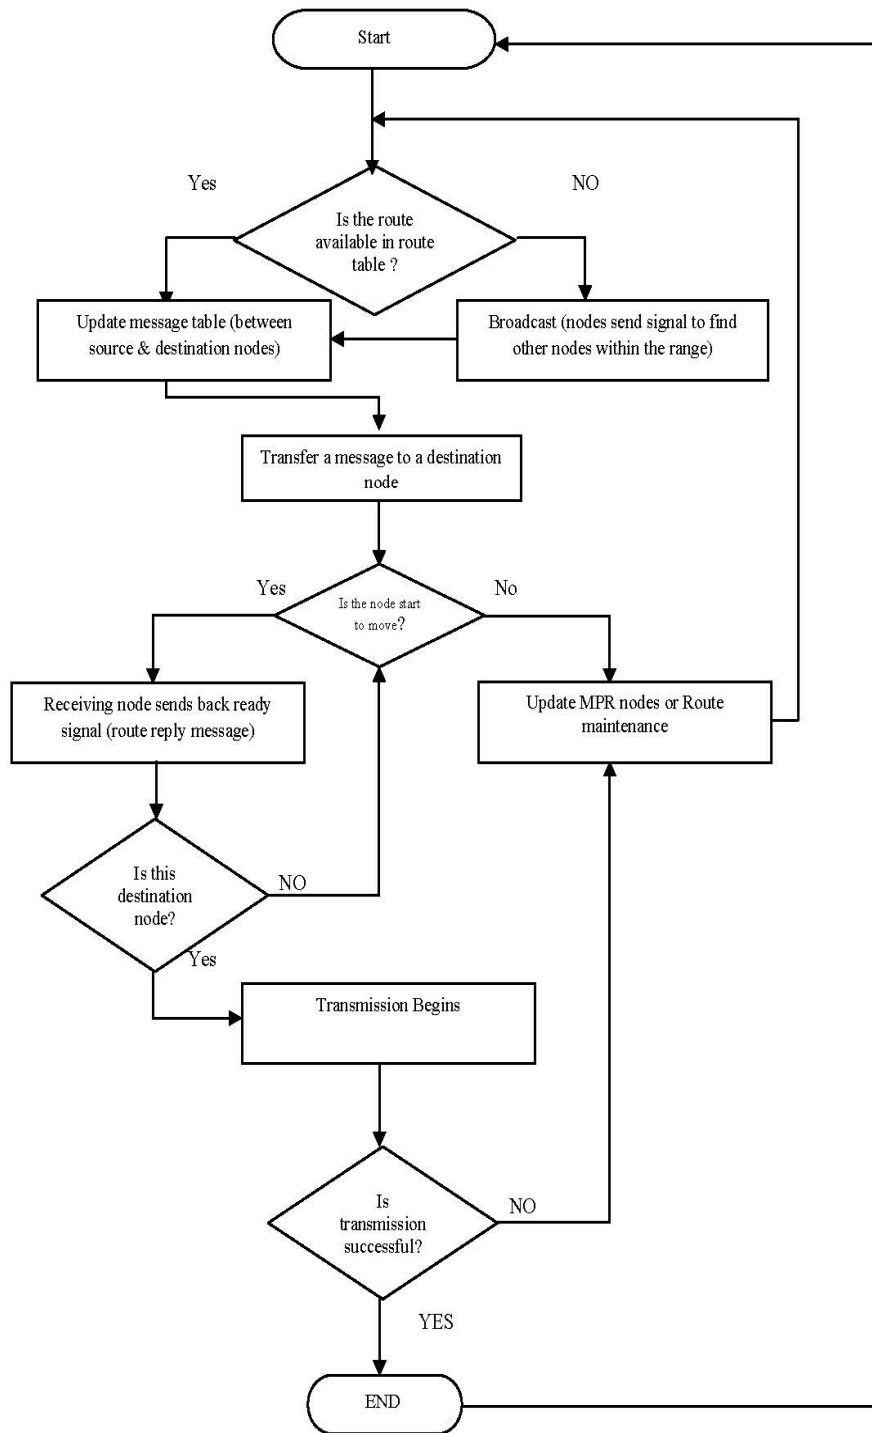 Start
Yes
NO
Is the route
available in route
table ?
Update message table (between
source & destination nodes)
Broadcast (nodes send signal to find
other nodes within the range)
Transfer a message to a destination
node
Yes
No
Is the node start
to move?
Receiving node sends back ready
signal (route reply message)
Update MPR nodes or Route
maintenance
Is this
destination
node?
NO
Yes
Transmission Begins
Is
transmission
successful?
NO
YES
END